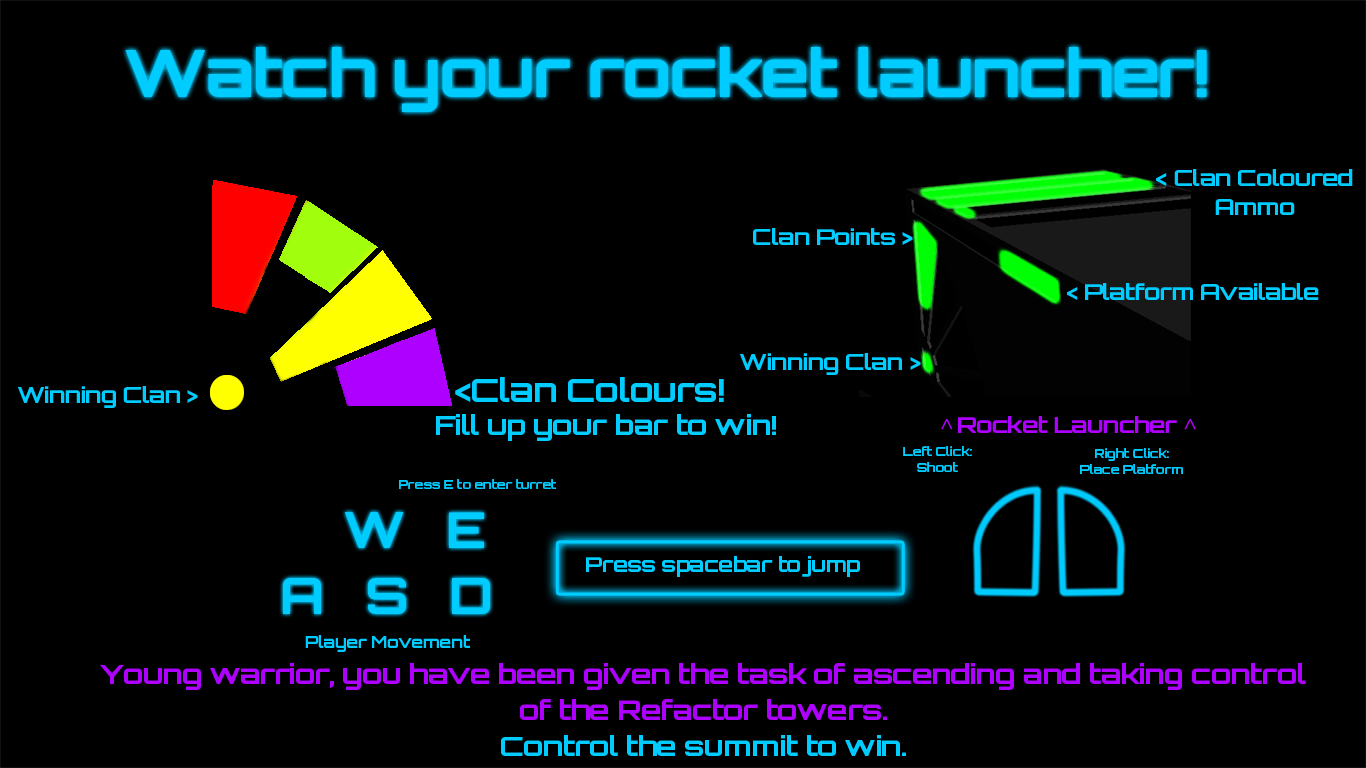 Watch your rocket launcher!
< Clan Coloured
Ammo
Clan Points >
< Platform Available
Winning Clan >
Winning Clan >
<Clan Colours!
Fill up your bar to win!
^ Rocket Launcher ^
Left Click:
Shoot
Right Click:
Place Platform
Press E to enter turret
W E
A S D
Player Movement
Press spacebar to jump
Young warrior, you have been given the task of ascending and taking control
of the Refactor towers.
Control the summit to win.